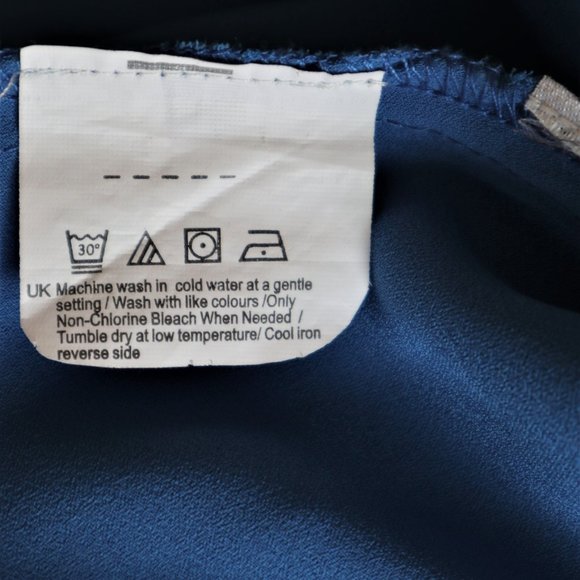 30°
UK Machine wash in cold water at a gentle
setting / Wash with like colours /Only
Non-Chlorine Bleach When Needed /
Tumble dry at low temperature/ Cool iron
reverse side